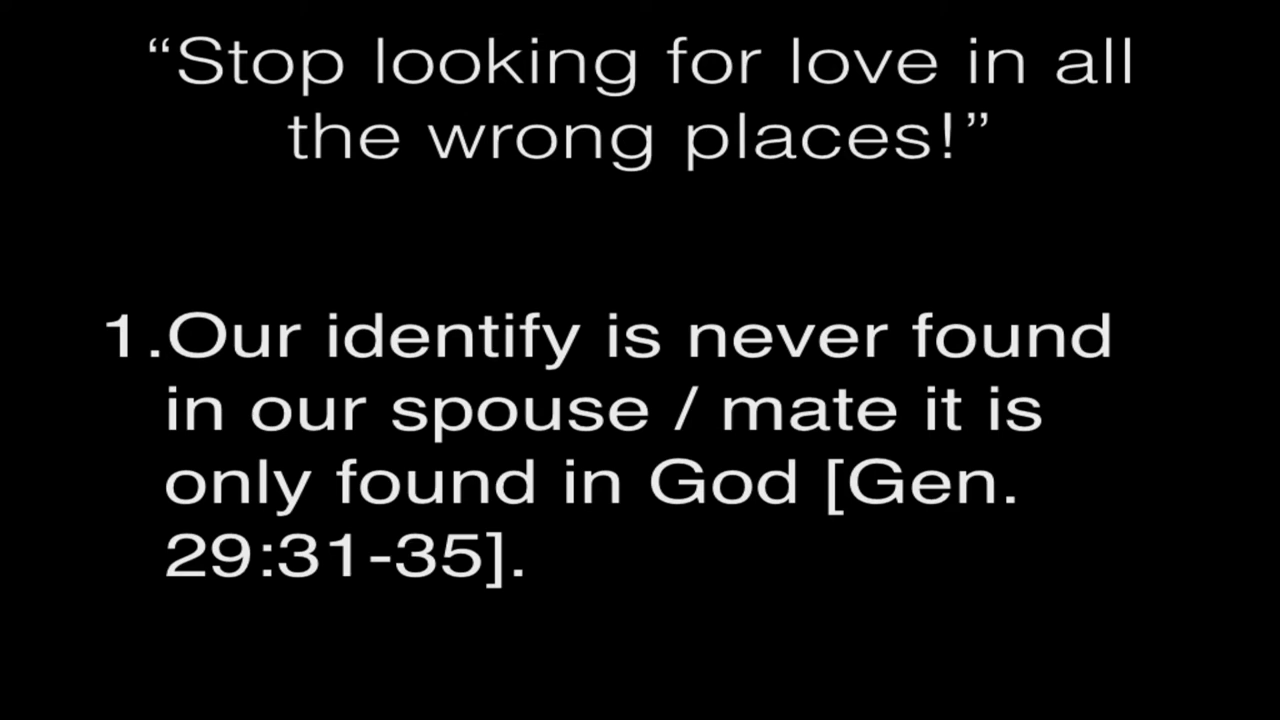 “Stop looking for love in all
the wrong places!”
1.Our identify is never found
in our spouse / mate it is
only found in God [Gen.
29:31-35].